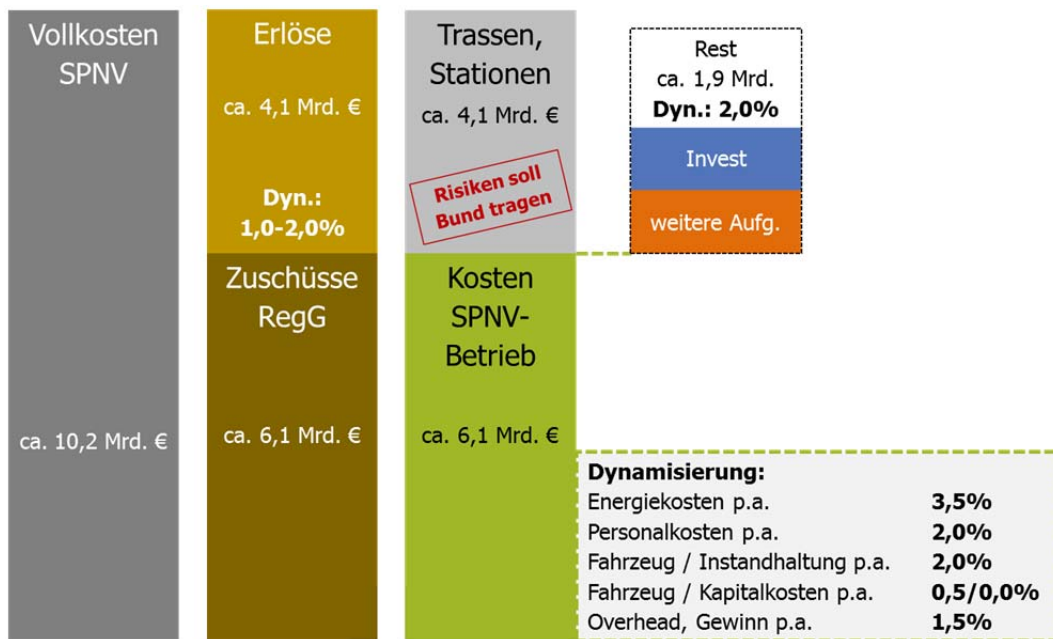 Vollkosten
SPNV
ca. 10,2 Mrd. €
Erlöse
ca. 4,1 Mrd. €
Dyn.:
1,0-2,0%
Zuschüsse
RegG
ca. 6,1 Mrd. €
Trassen,
Stationen
ca. 4,1 Mrd. €
Risiken soll
Bund tragen
Kosten
SPNV-
Betrieb
ca. 6,1 Mrd. €
Rest
ca. 1,9 Mrd.
Dyn.: 2,0%
Invest
weitere Aufg.
Dynamisierung:
Energiekosten p.a. 3,5%
Personalkosten p.a. 2,0%
Fahrzeug / Instandhaltung p.a. 2,0%
Fahrzeug / Kapitalkosten p.a. 0,5/0,0%
Overhead, Gewinn p.a. 1,5%